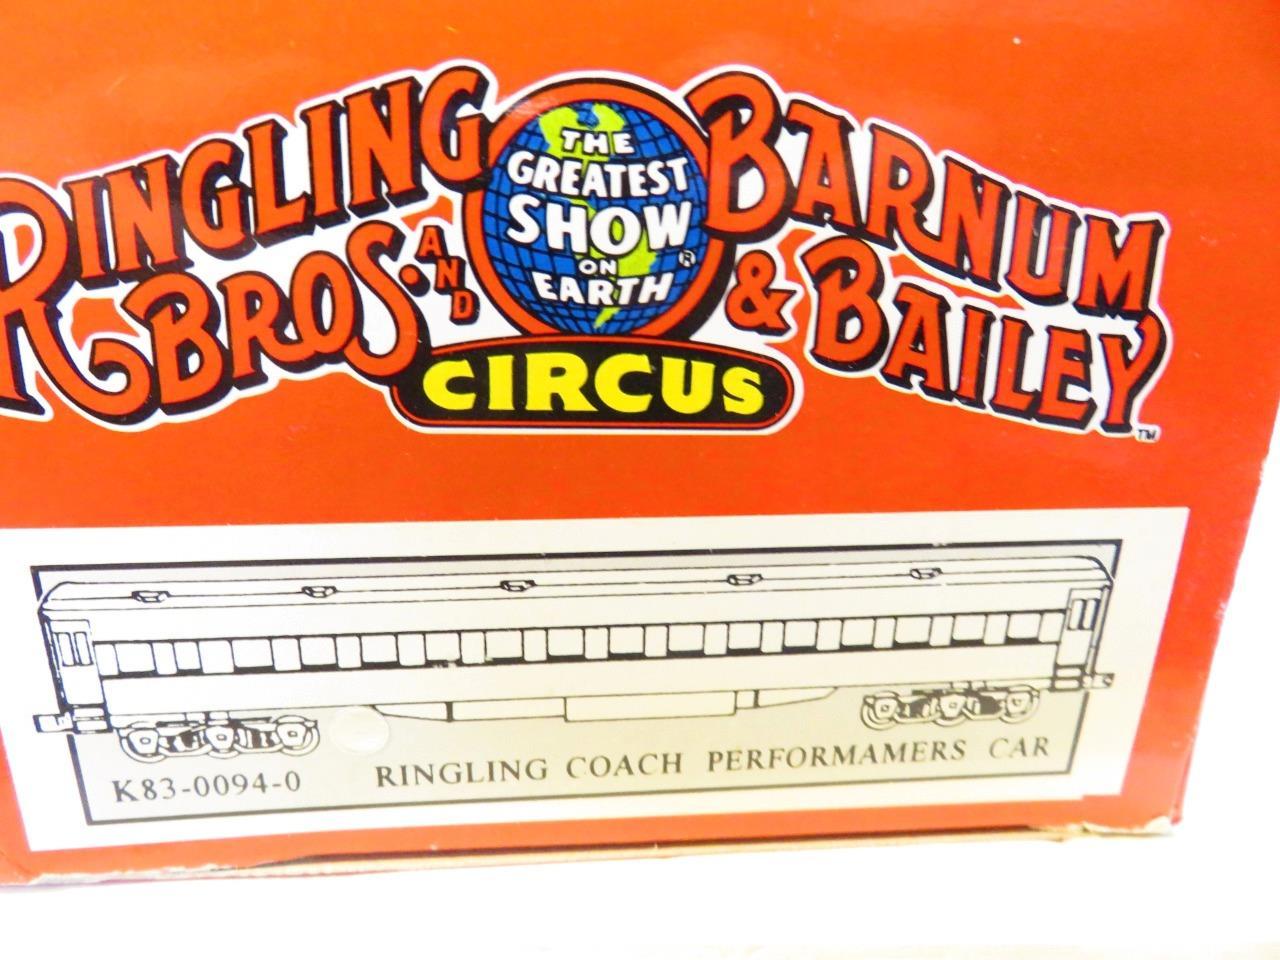 RINGLING
BROS. AND
THE
GREATEST
SHOW
ON
EARTH ®
BARNUM
& BAILEY ™
CIRCUS
K83-0094-0 RINGLING COACH PERFORMAMERS CAR